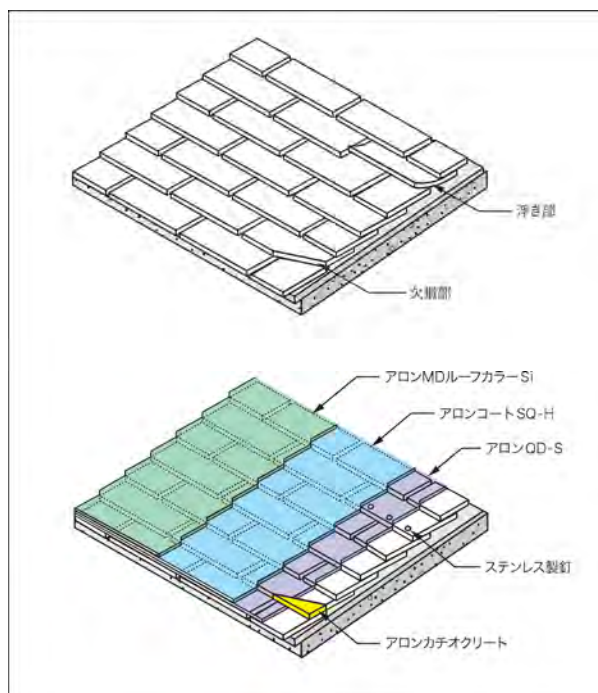 浮き部
欠損部
アロンMDルーフカラーSi
アロンコートSQ-H
アロンQD-S
ステンレス製釘
アロンカチオクリート